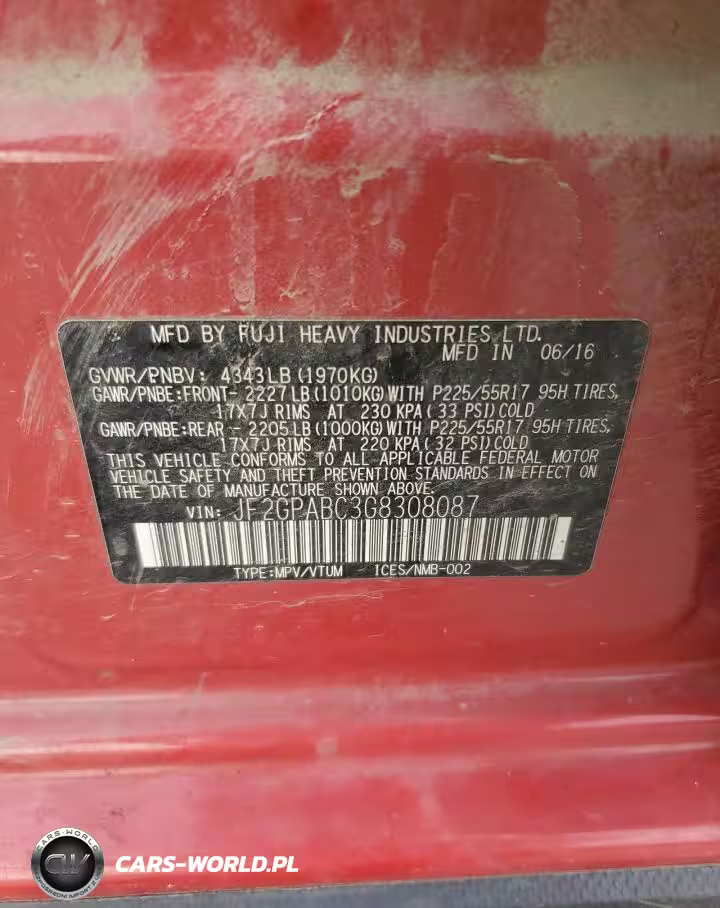 MFD BY FUJI HEAVY INDUSTRIES LTD.
MFD IN 06/16
GVWR/PNBV: 4343LB (1970KG)
GAWR/PNBE:FRONT- 2227LB (1010KG) WITH P225/55R17 95H TIRES,
17X7J RIMS AT 230 KPA ( 33 PSI) COLD
GAWR/PNBE:REAR - 2205LB (1000KG) WITH P225/55R17 95H TIRES,
17X7J RIMS AT 220 KPA ( 32 PSI) COLD
THIS VEHICLE CONFORMS TO ALL APPLICABLE FEDERAL MOTOR
VEHICLE SAFETY AND THEFT PREVENTION STANDARDS IN EFFECT ON
THE DATE OF MANUFACTURE SHOWN ABOVE.
VIN: JF2GPABC3G8308087
TYPE:MPV/VTUM ICES/NMB-002
CARS-WORLD
CW
CARS-WORLD.PL